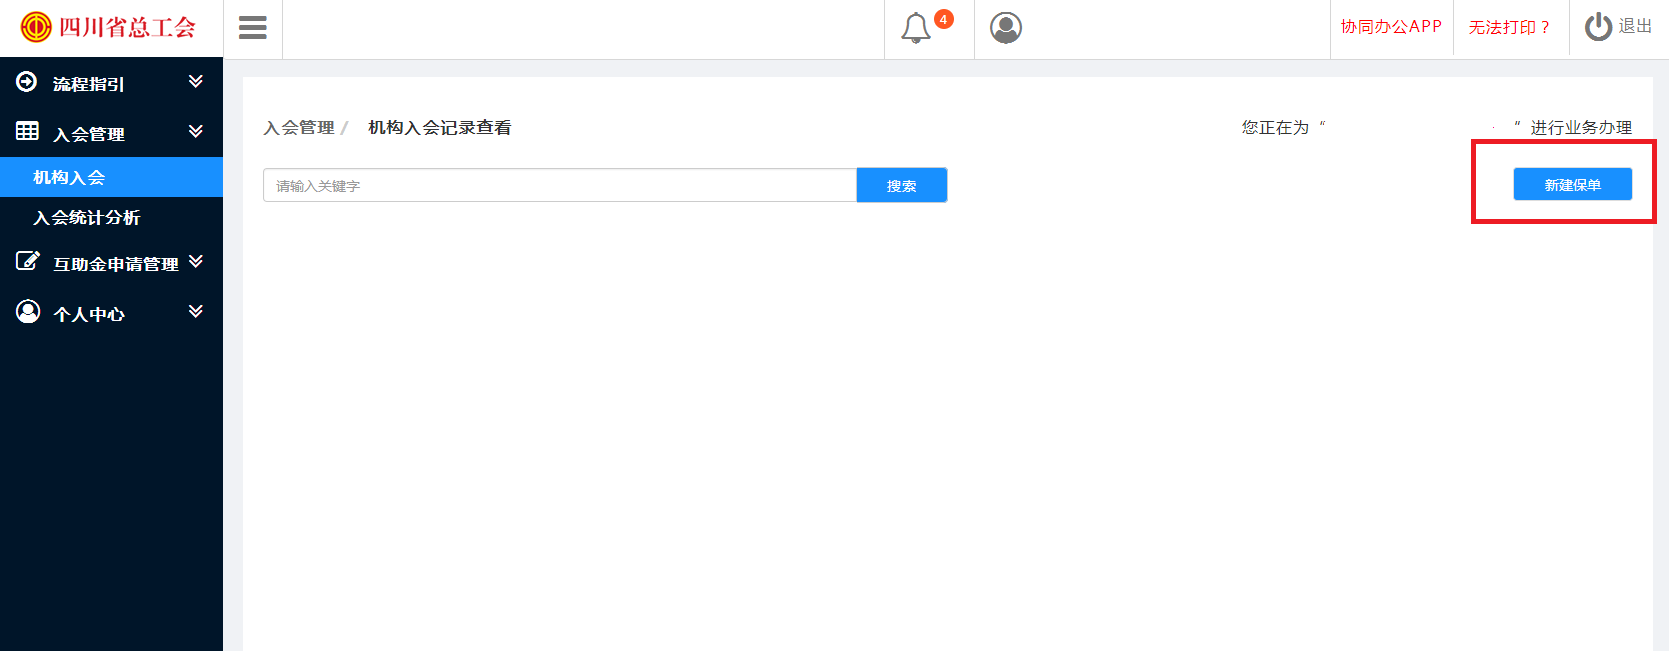 四川省总工会
4
协同办公APP
无法打印？
退出
流程指引
入会管理
机构入会
入会统计分析
互助金申请管理
个人中心
入会管理 / 机构入会记录查看
您正在为 “ ” 进行业务办理
请输入关键字
搜索
新建保单